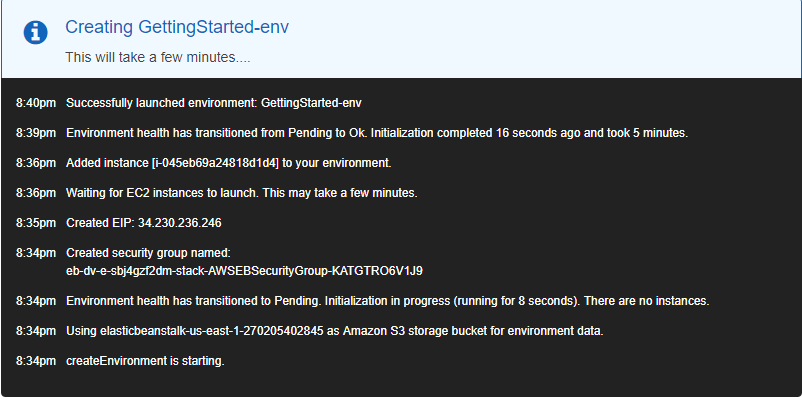 Creating GettingStarted-env
This will take a few minutes....
8:40pm Successfully launched environment: GettingStarted-env
8:39pm Environment health has transitioned from Pending to Ok. Initialization completed 16 seconds ago and took 5 minutes.
8:36pm Added instance [i-045eb69a24818d1d4] to your environment.
8:36pm Waiting for EC2 instances to launch. This may take a few minutes.
8:35pm Created EIP: 34.230.236.246
8:34pm Created security group named:
eb-dv-e-sbj4gzf2dm-stack-AWSEBSecurityGroup-KATGTRO6V1J9
8:34pm Environment health has transitioned to Pending. Initialization in progress (running for 8 seconds). There are no instances.
8:34pm Using elasticbeanstalk-us-east-1-270205402845 as Amazon S3 storage bucket for environment data.
8:34pm createEnvironment is starting.